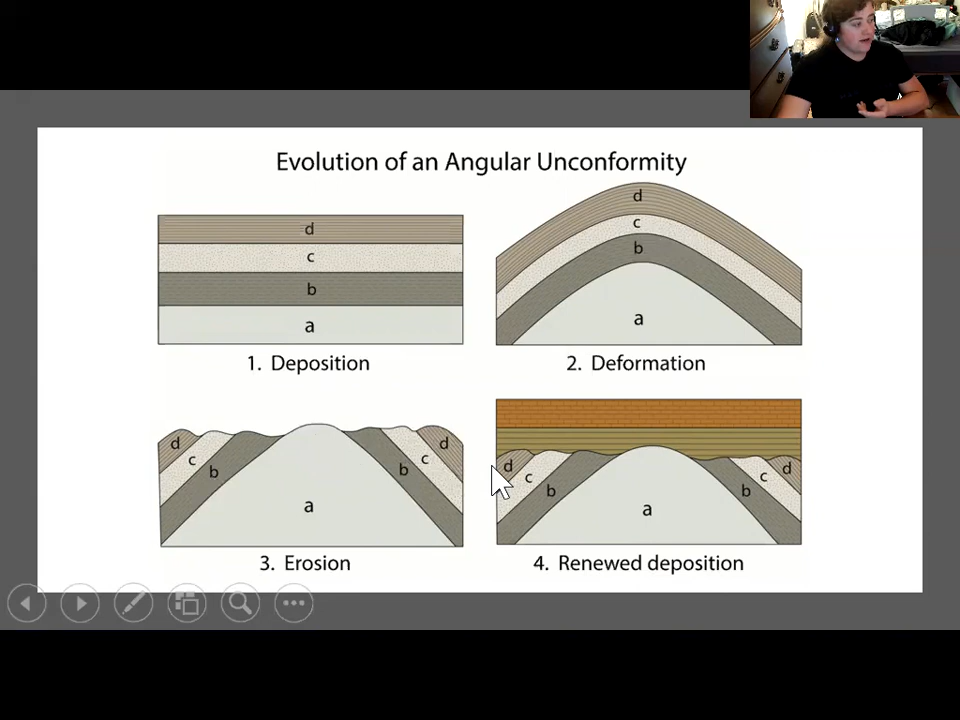 Evolution of an Angular Unconformity
d
c
b
a
1. Deposition
d
c
b
a
2. Deformation
d
c
b
a
b
c
d
3. Erosion
d
c
b
a
b
c
d
4. Renewed deposition